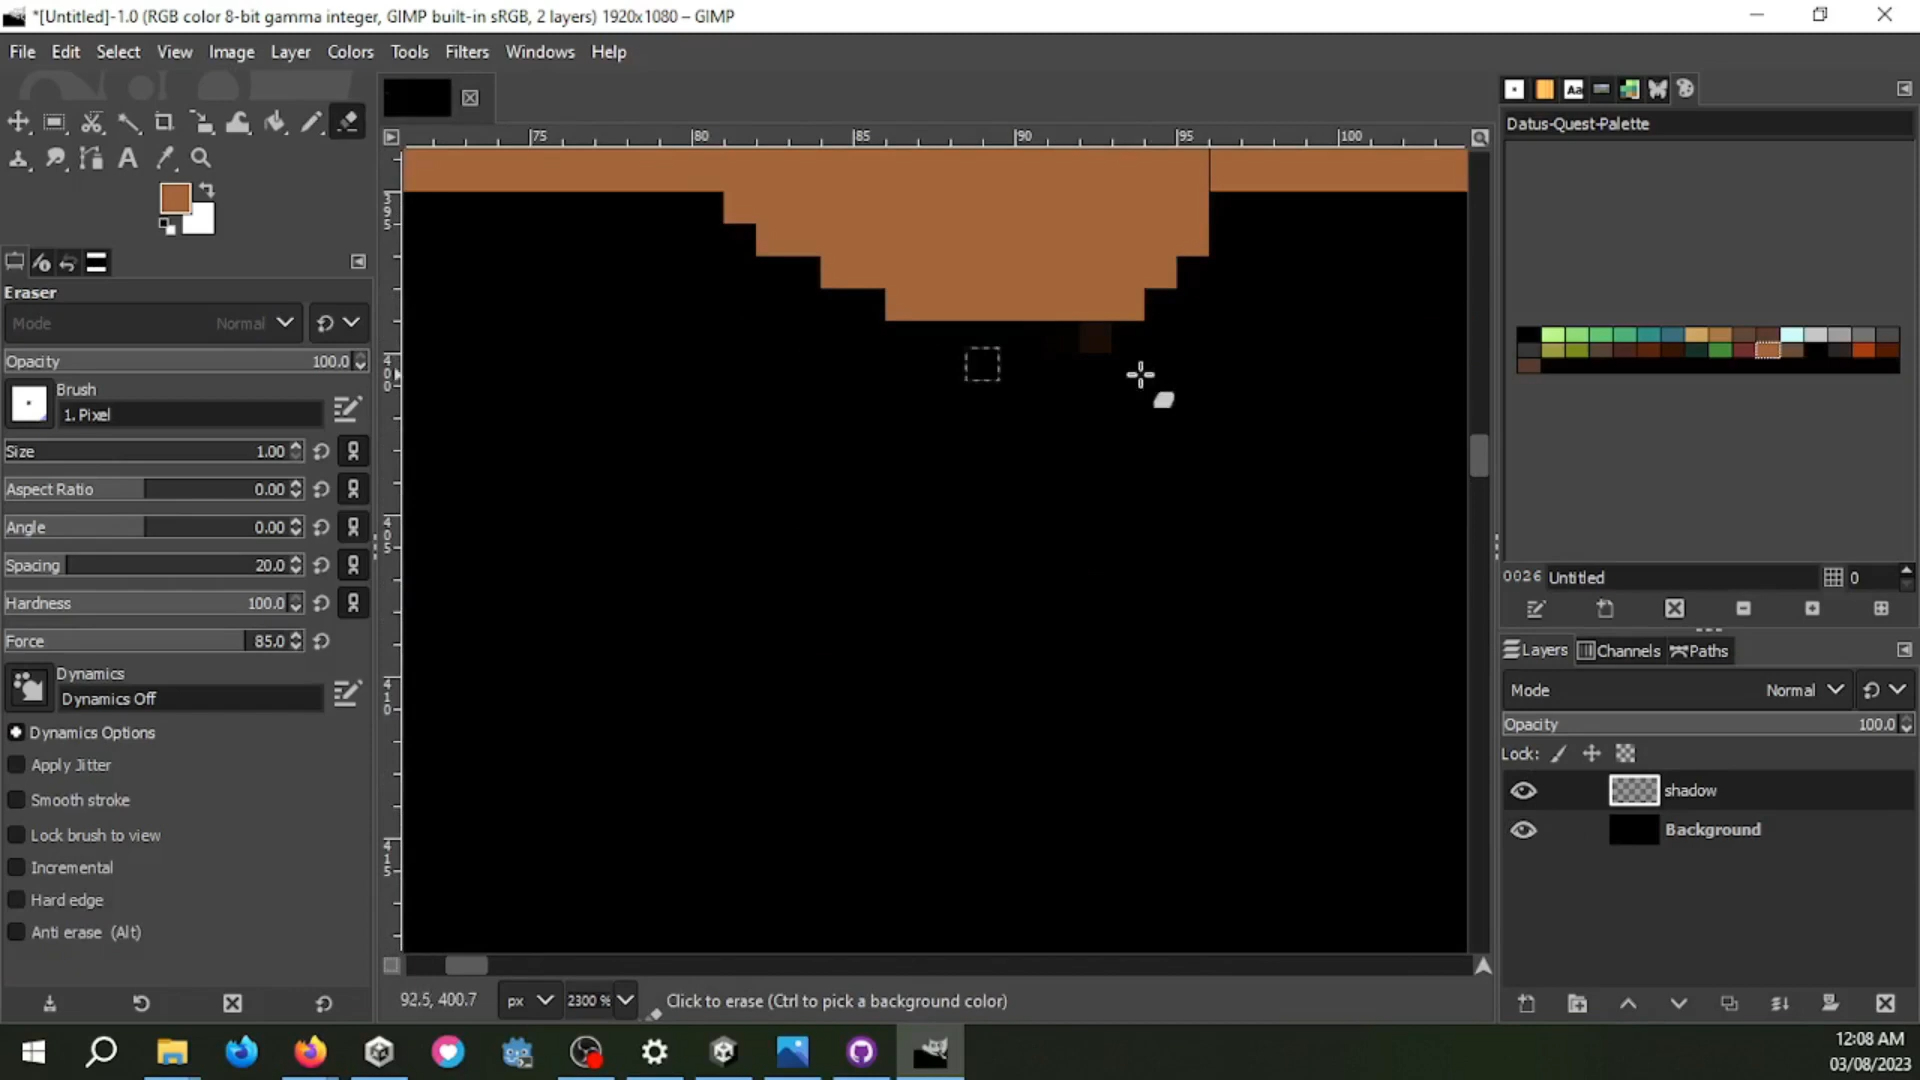 *[Untitled]-1.0 (RGB color 8-bit gamma integer, GIMP built-in sRGB, 2 layers) 1920x1080 – GIMP
File Edit Select View Image Layer Colors Tools Filters Windows Help
Aa
Datus-Quest-Palette
75 80 85 90 95 100
395
400
405
410
415
A
Eraser
Mode Normal
Opacity 100.0
Brush
1. Pixel
Size 1.00
Aspect Ratio 0.00
Angle 0.00
Spacing 20.0
Hardness 100.0
Force 85.0
Dynamics
Dynamics Off
Dynamics Options
Apply Jitter
Smooth stroke
Lock brush to view
Incremental
Hard edge
Anti erase (Alt)
0026 Untitled 0
Layers Channels Paths
Mode Normal
Opacity 100.0
Lock:
shadow
Background
92.5, 400.7 px 2300 % Click to erase (Ctrl to pick a background color)
12:08 AM
03/08/2023